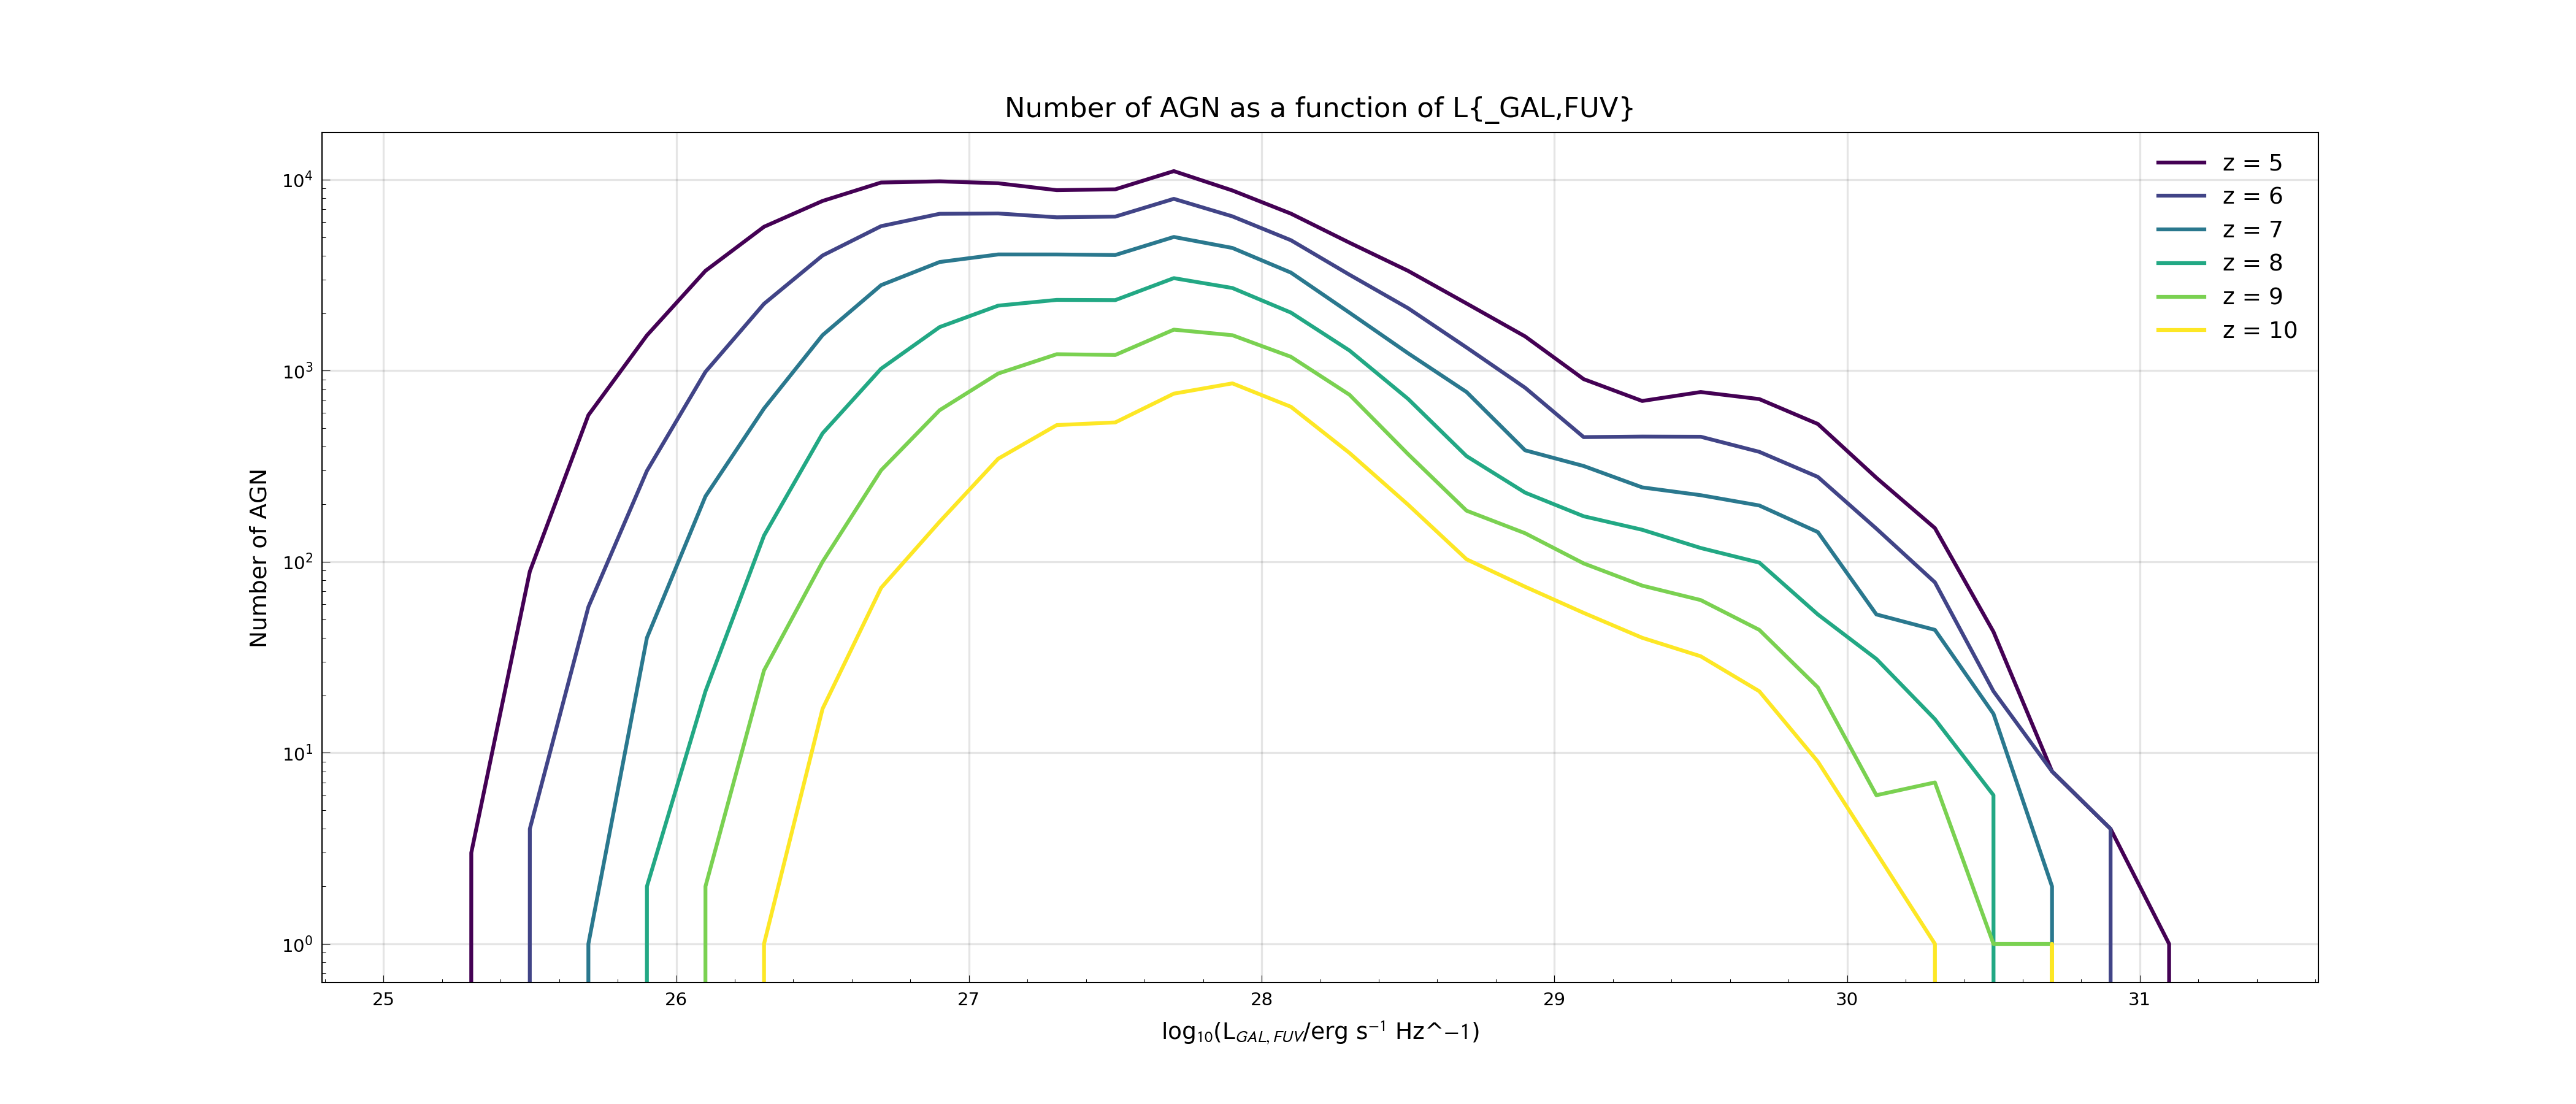 Number of AGN as a function of L{_GAL,FUV}
z = 5
z = 6
z = 7
z = 8
z = 9
z = 10
Number of AGN
10⁴
10³
10²
10¹
10⁰
25 26 27 28 29 30 31
log₁₀(L_GAL,FUV/erg s⁻¹ Hz^−1)